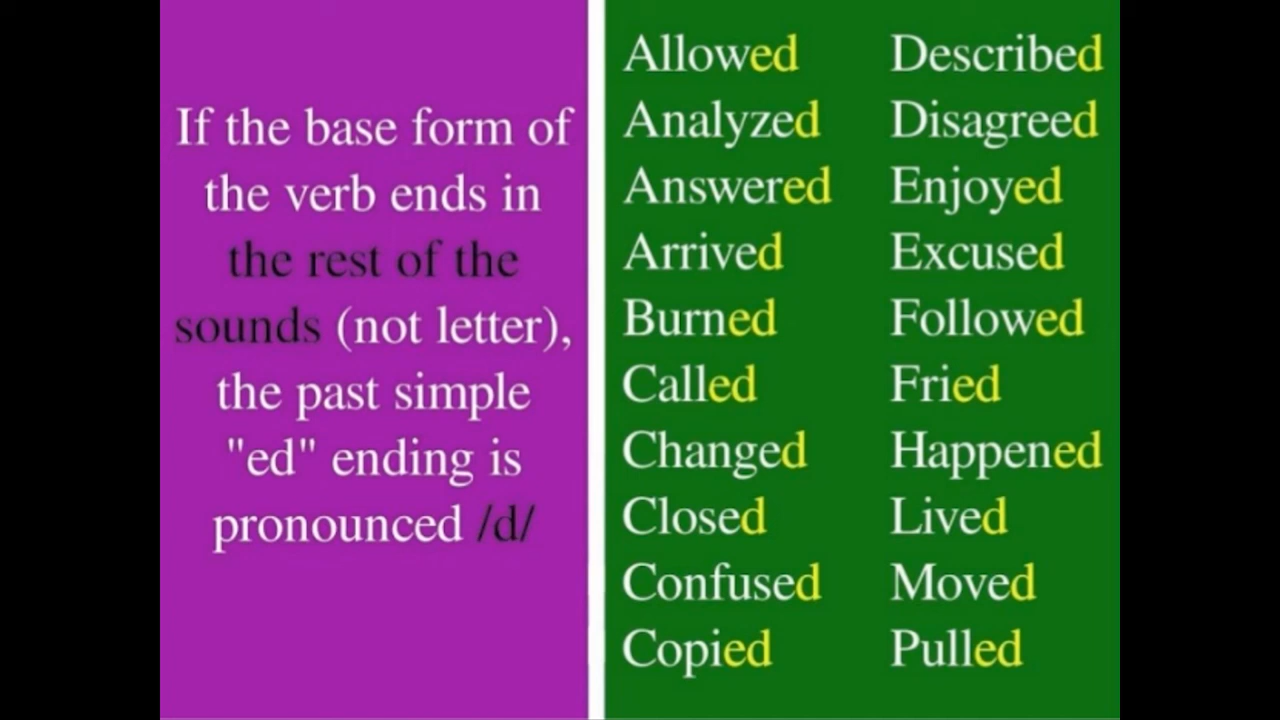 If the base form of
the verb ends in
the rest of the
sounds (not letter),
the past simple
"ed" ending is
pronounced /d/
Allowed
Analyzed
Answered
Arrived
Burned
Called
Changed
Closed
Confused
Copied
Described
Disagreed
Enjoyed
Excused
Followed
Fried
Happened
Lived
Moved
Pulled